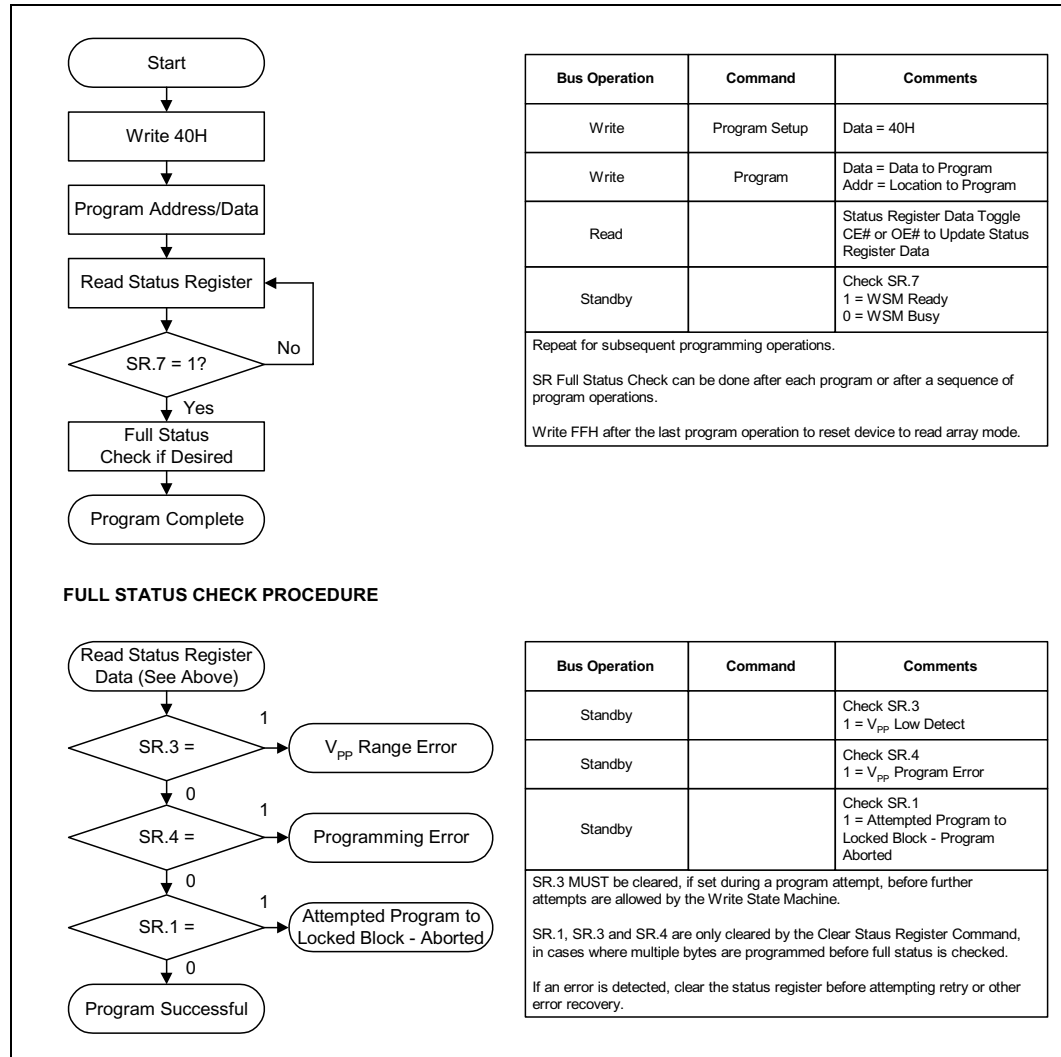 Start
Write 40H
Program Address/Data
Read Status Register
SR.7 = 1?
No
Yes
Full Status
Check if Desired
Program Complete
Bus Operation Command Comments
Write Program Setup Data = 40H
Write Program Data = Data to Program
Addr = Location to Program
Read Status Register Data Toggle
CE# or OE# to Update Status
Register Data
Standby Check SR.7
1 = WSM Ready
0 = WSM Busy
Repeat for subsequent programming operations.
SR Full Status Check can be done after each program or after a sequence of
program operations.
Write FFH after the last program operation to reset device to read array mode.
FULL STATUS CHECK PROCEDURE
Read Status Register
Data (See Above)
SR.3 =
1
VPP Range Error
0
SR.4 =
1
Programming Error
0
SR.1 =
1
Attempted Program to
Locked Block - Aborted
0
Program Successful
Bus Operation Command Comments
Standby Check SR.3
1 = VPP Low Detect
Standby Check SR.4
1 = VPP Program Error
Standby Check SR.1
1 = Attempted Program to
Locked Block - Program
Aborted
SR.3 MUST be cleared, if set during a program attempt, before further
attempts are allowed by the Write State Machine.
SR.1, SR.3 and SR.4 are only cleared by the Clear Staus Register Command,
in cases where multiple bytes are programmed before full status is checked.
If an error is detected, clear the status register before attempting retry or other
error recovery.